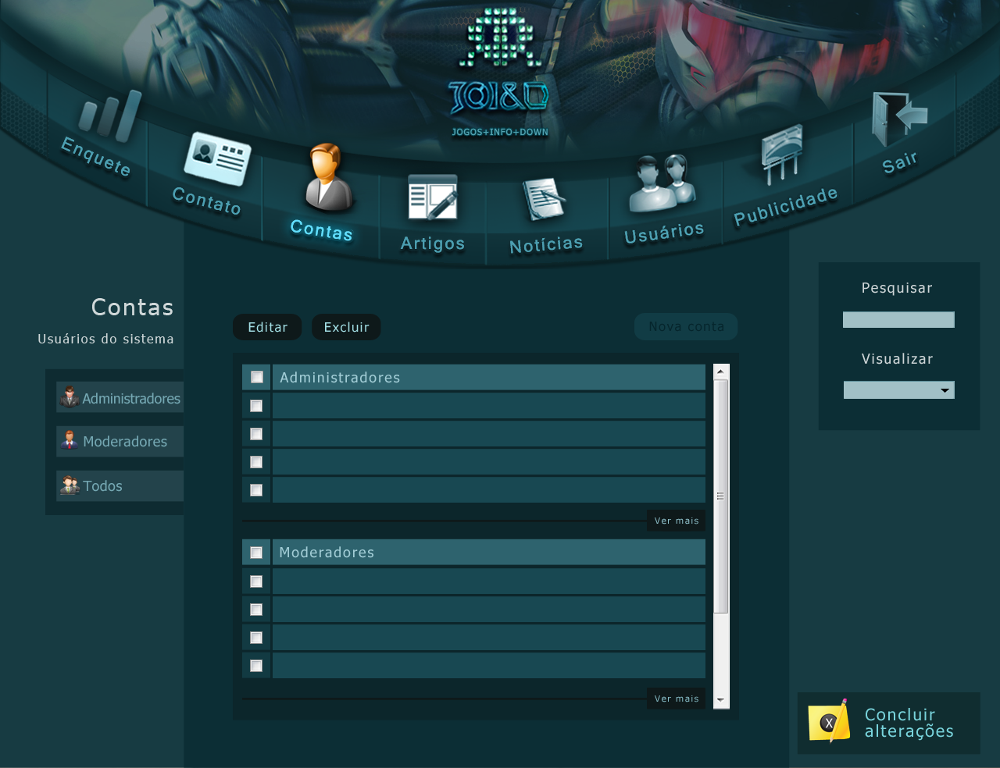 JOI&D
JOGOS+INFO+DOWN
Enquete
Contato
Contas
Artigos
Notícias
Usuários
Publicidade
Sair
Contas
Usuários do sistema
Administradores
Moderadores
Todos
Editar
Excluir
Nova conta
Administradores
Ver mais
Moderadores
Ver mais
Pesquisar
Visualizar
X
Concluir
alterações